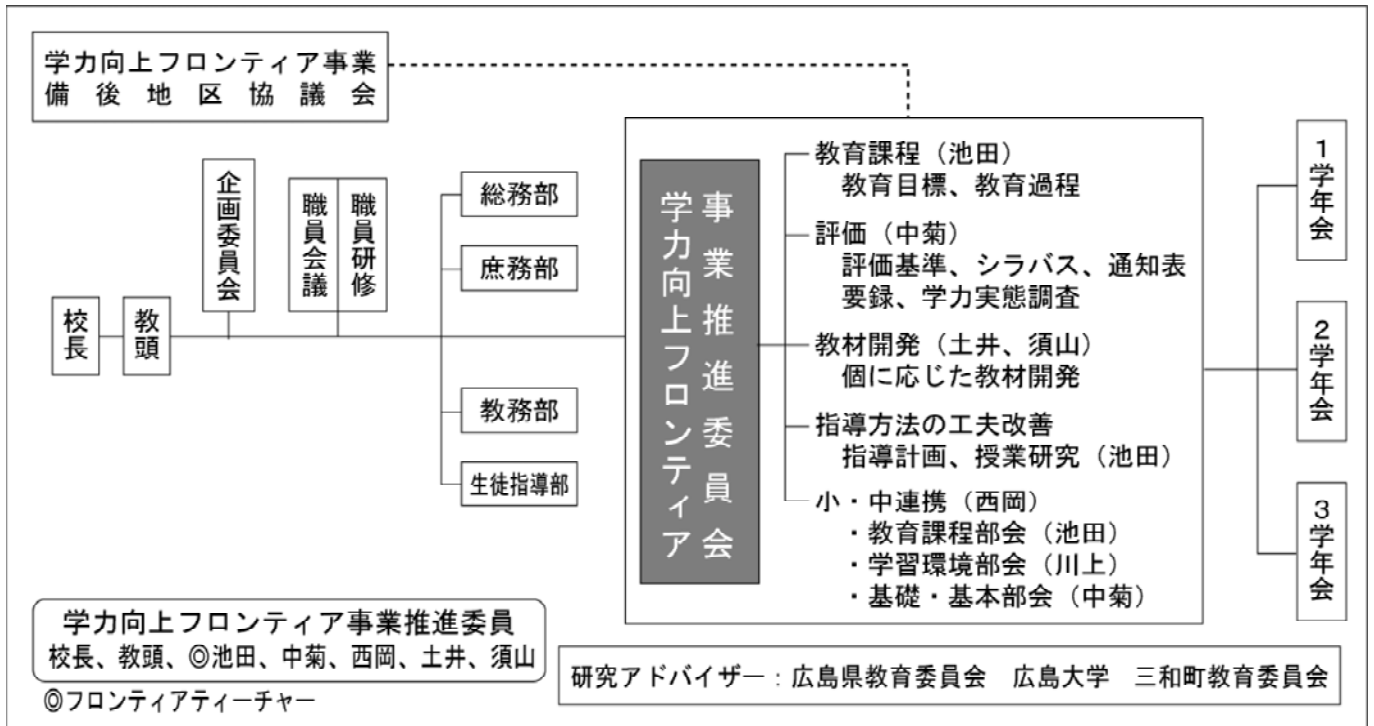 学力向上フロンティア事業
備後地区協議会
校長
教頭
企画委員会
職員会議
職員研修
総務部
庶務部
教務部
生徒指導部
学力向上フロンティア
事業推進委員会
教育課程（池田）
教育目標、教育過程
評価（中菊）
評価基準、シラバス、通知表
要録、学力実態調査
教材開発（土井、須山）
個に応じた教材開発
指導方法の工夫改善
指導計画、授業研究（池田）
小・中連携（西岡）
・教育課程部会（池田）
・学習環境部会（川上）
・基礎・基本部会（中菊）
1学年会
2学年会
3学年会
学力向上フロンティア事業推進委員
校長、教頭、◎池田、中菊、西岡、土井、須山
◎フロンティアティーチャー
研究アドバイザー：広島県教育委員会　広島大学　三和町教育委員会